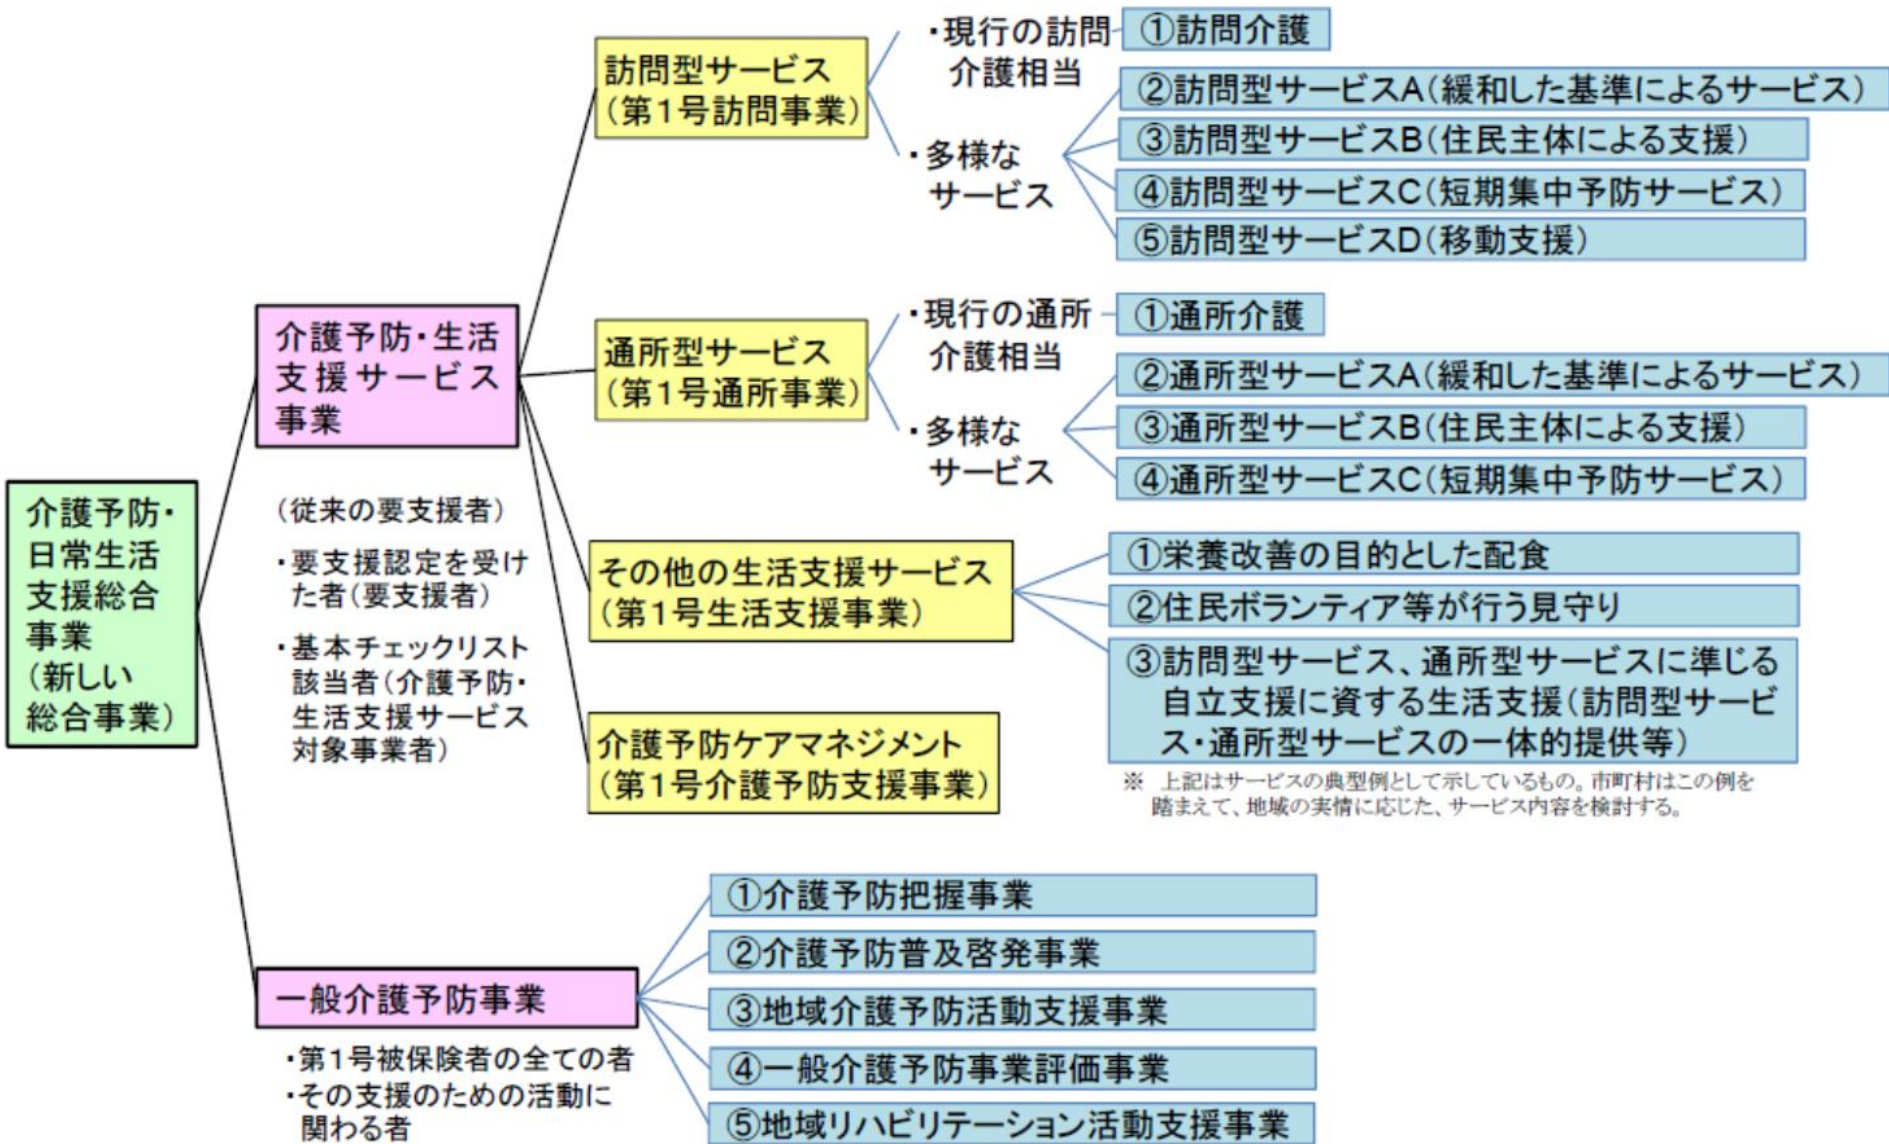 介護予防・
日常生活
支援総合
事業
（新しい
総合事業）
介護予防・生活
支援サービス
事業
（従来の要支援者）
・要支援認定を受け
た者（要支援者）
・基本チェックリスト
該当者（介護予防・
生活支援サービス
対象事業者）
訪問型サービス
（第１号訪問事業）
・現行の訪問
介護相当
①訪問介護
・多様な
サービス
②訪問型サービスA（緩和した基準によるサービス）
③訪問型サービスB（住民主体による支援）
④訪問型サービスC（短期集中予防サービス）
⑤訪問型サービスD（移動支援）
通所型サービス
（第１号通所事業）
・現行の通所
介護相当
①通所介護
・多様な
サービス
②通所型サービスA（緩和した基準によるサービス）
③通所型サービスB（住民主体による支援）
④通所型サービスC（短期集中予防サービス）
その他の生活支援サービス
（第１号生活支援事業）
①栄養改善の目的とした配食
②住民ボランティア等が行う見守り
③訪問型サービス、通所型サービスに準じる
自立支援に資する生活支援（訪問型サービ
ス・通所型サービスの一体的提供等）
※　上記はサービスの典型例として示しているもの。市町村はこの例を
踏まえて、地域の実情に応じた、サービス内容を検討する。
介護予防ケアマネジメント
（第１号介護予防支援事業）
一般介護予防事業
・第１号被保険者の全ての者
・その支援のための活動に
関わる者
①介護予防把握事業
②介護予防普及啓発事業
③地域介護予防活動支援事業
④一般介護予防事業評価事業
⑤地域リハビリテーション活動支援事業